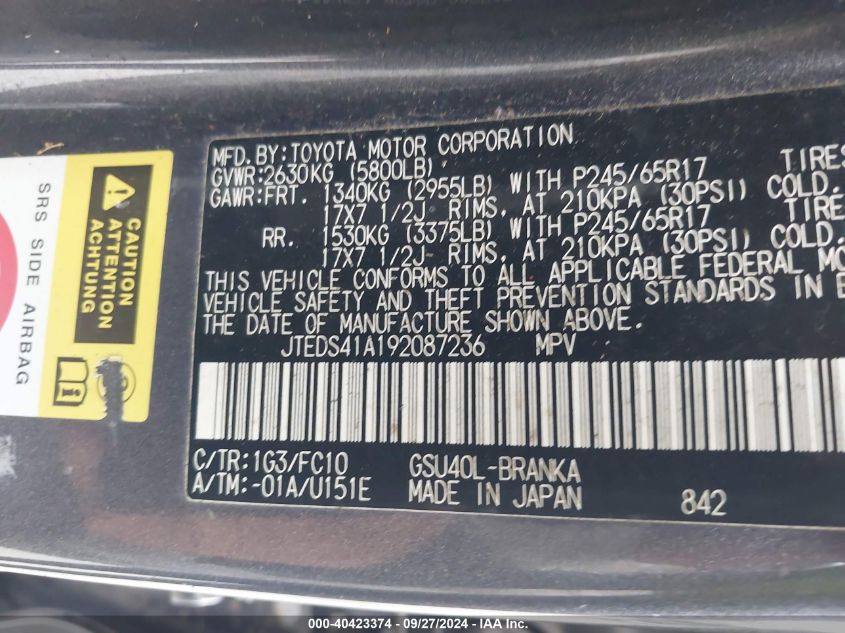 MFD. BY: TOYOTA MOTOR CORPORATION
GVWR: 2630KG (5800LB)
GAWR: FRT. 1340KG (2955LB) WITH P245/65R17 TIRES
17X7 1/2J RIMS, AT 210KPA (30PSI) COLD.
RR. 1530KG (3375LB) WITH P245/65R17 TIRE
17X7 1/2J RIMS, AT 210KPA (30PSI) COLD.
THIS VEHICLE CONFORMS TO ALL APPLICABLE FEDERAL MO
VEHICLE SAFETY AND THEFT PREVENTION STANDARDS IN E
THE DATE OF MANUFACTURE SHOWN ABOVE.
JTEDS41A192087236 MPV
C/TR: 1G3/FC10 GSU40L-BRANKA
A/TM: -01A/U151E MADE IN JAPAN 842
SRS SIDE AIRBAG
CAUTION
ATTENTION
ACHTUNG
000-40423374 - 09/27/2024 - IAA, Inc.